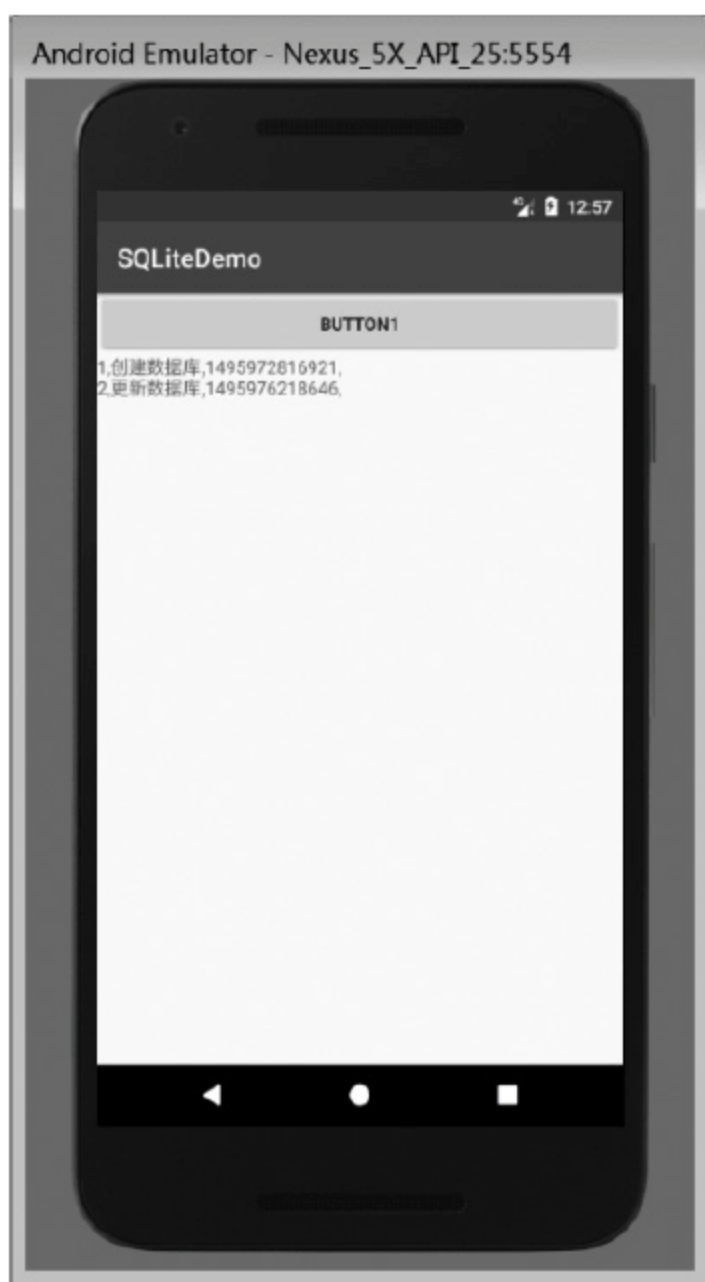 Android Emulator - Nexus_5X_API_25:5554
4G 12:57
SQLiteDemo
BUTTON1
1,创建数据库,1495972816921,
2,更新数据库,1495976218646,